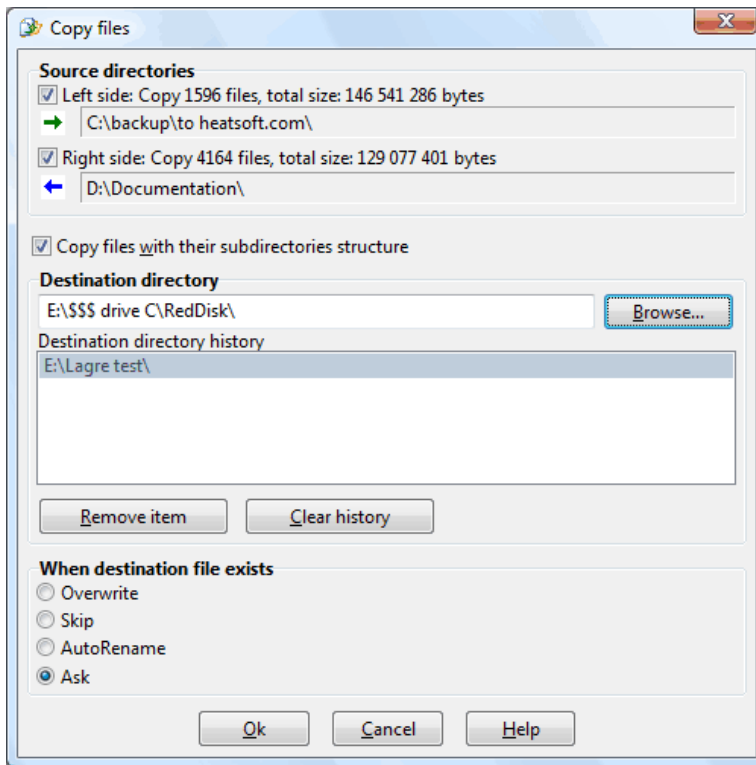 Copy files
Source directories
Left side: Copy 1596 files, total size: 146 541 286 bytes
C:\backup\to heatsoft.com\
Right side: Copy 4164 files, total size: 129 077 401 bytes
D:\Documentation\
Copy files with their subdirectories structure
Destination directory
E:\$$$ drive C\RedDisk\
Browse...
Destination directory history
E:\Lagre test\
Remove item
Clear history
When destination file exists
Overwrite
Skip
AutoRename
Ask
Ok
Cancel
Help